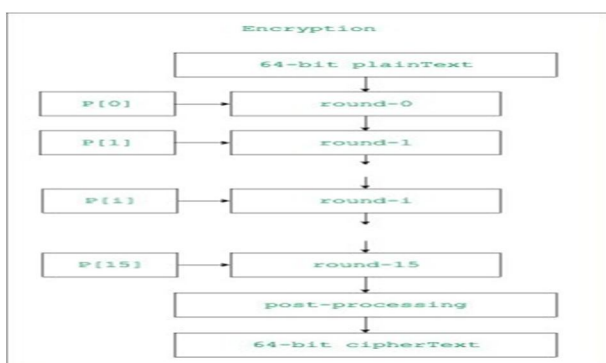 Encryption
64-bit plainText
P[0] round-0
P[1] round-1
P[i] round-i
P[15] round-15
post-processing
64-bit cipherText